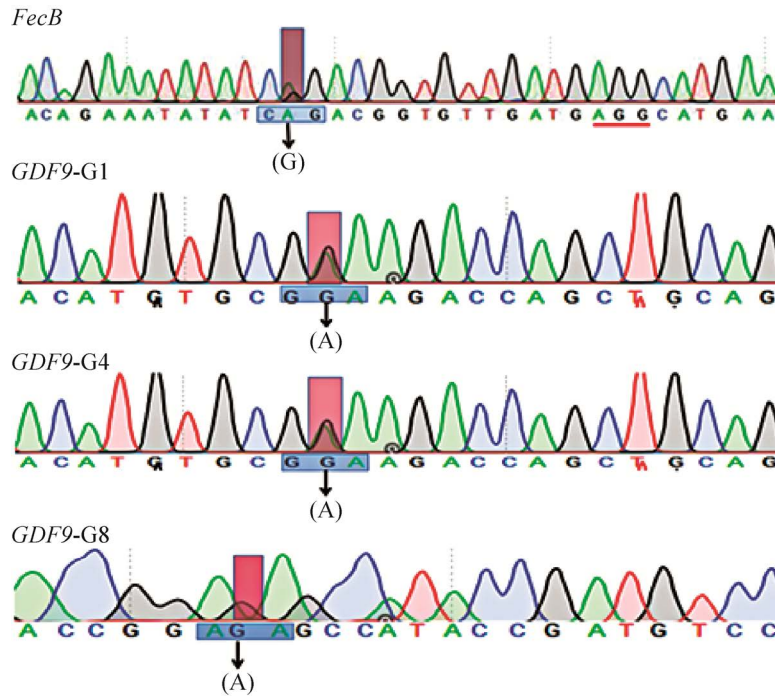 FecB
ACAGAAATATATCAGACGGTGTTGATGAGGCATGAA
(G)
GDF9-G1
ACATGTGCGGAAGACCAGCTGCAG
(A)
GDF9-G4
ACATGTGCGGAAGACCAGCTGCAG
(A)
GDF9-G8
ACCGGAGAGCCATACCGATGTCC
(A)